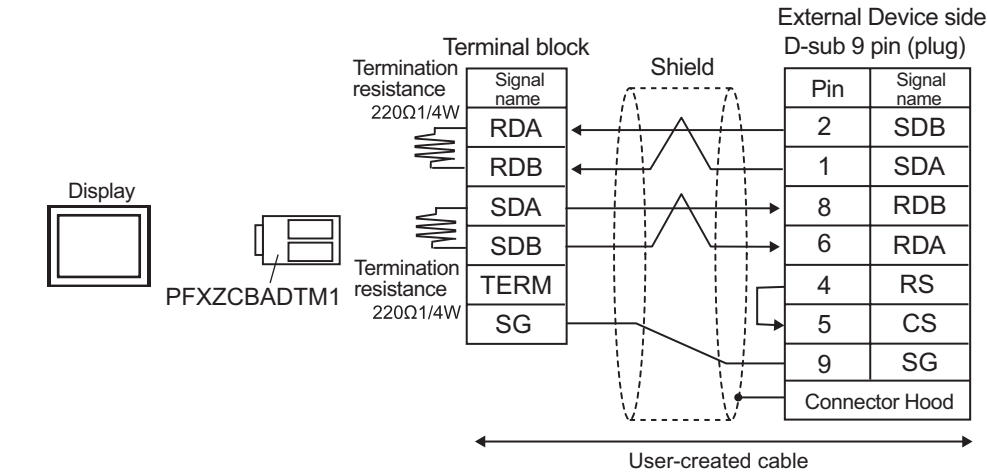 External Device side
D-sub 9 pin (plug)
Terminal block
Shield
Termination
resistance
220Ω1/4W
Signal
name
Pin
Signal
name
RDA
2
SDB
RDB
1
SDA
Display
SDA
8
RDB
SDB
6
RDA
PFXZCBADTM1
Termination
resistance
220Ω1/4W
TERM
4
RS
SG
5
CS
9
SG
Connector Hood
User-created cable